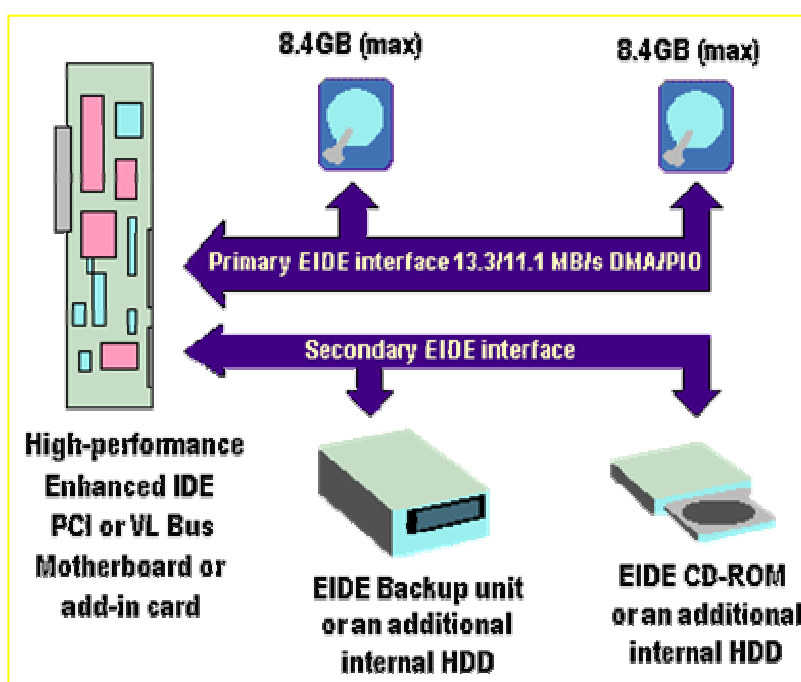 8.4GB (max)
8.4GB (max)
Primary EIDE interface 13.3/11.1 MB/s DMA/PIO
Secondary EIDE interface
High-performance
Enhanced IDE
PCI or VL Bus
Motherboard or
add-in card
EIDE Backup unit
or an additional
internal HDD
EIDE CD-ROM
or an additional
internal HDD